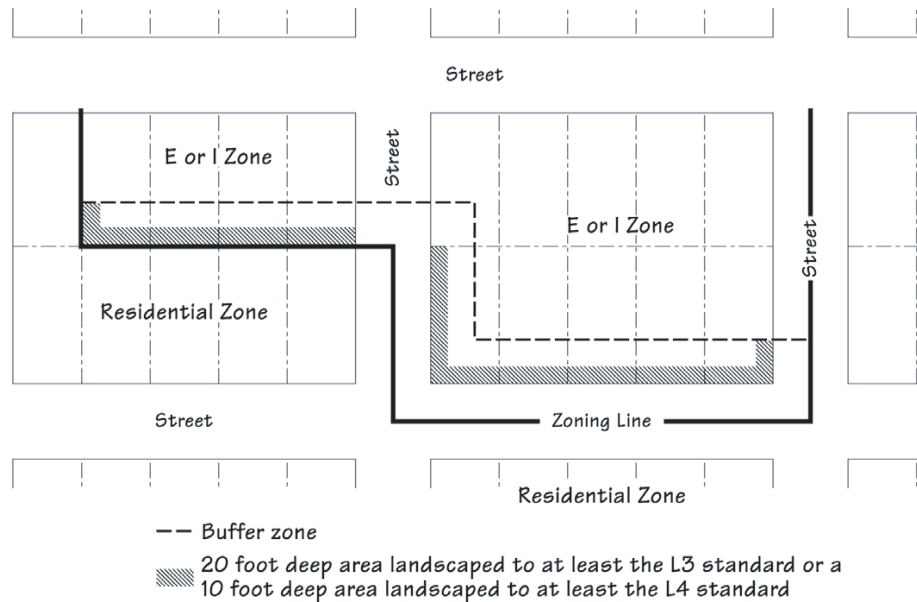 Street
Street
E or I Zone
E or I Zone
Street
Residential Zone
Street
Zoning Line
Residential Zone
Buffer zone
20 foot deep area landscaped to at least the L3 standard or a
10 foot deep area landscaped to at least the L4 standard